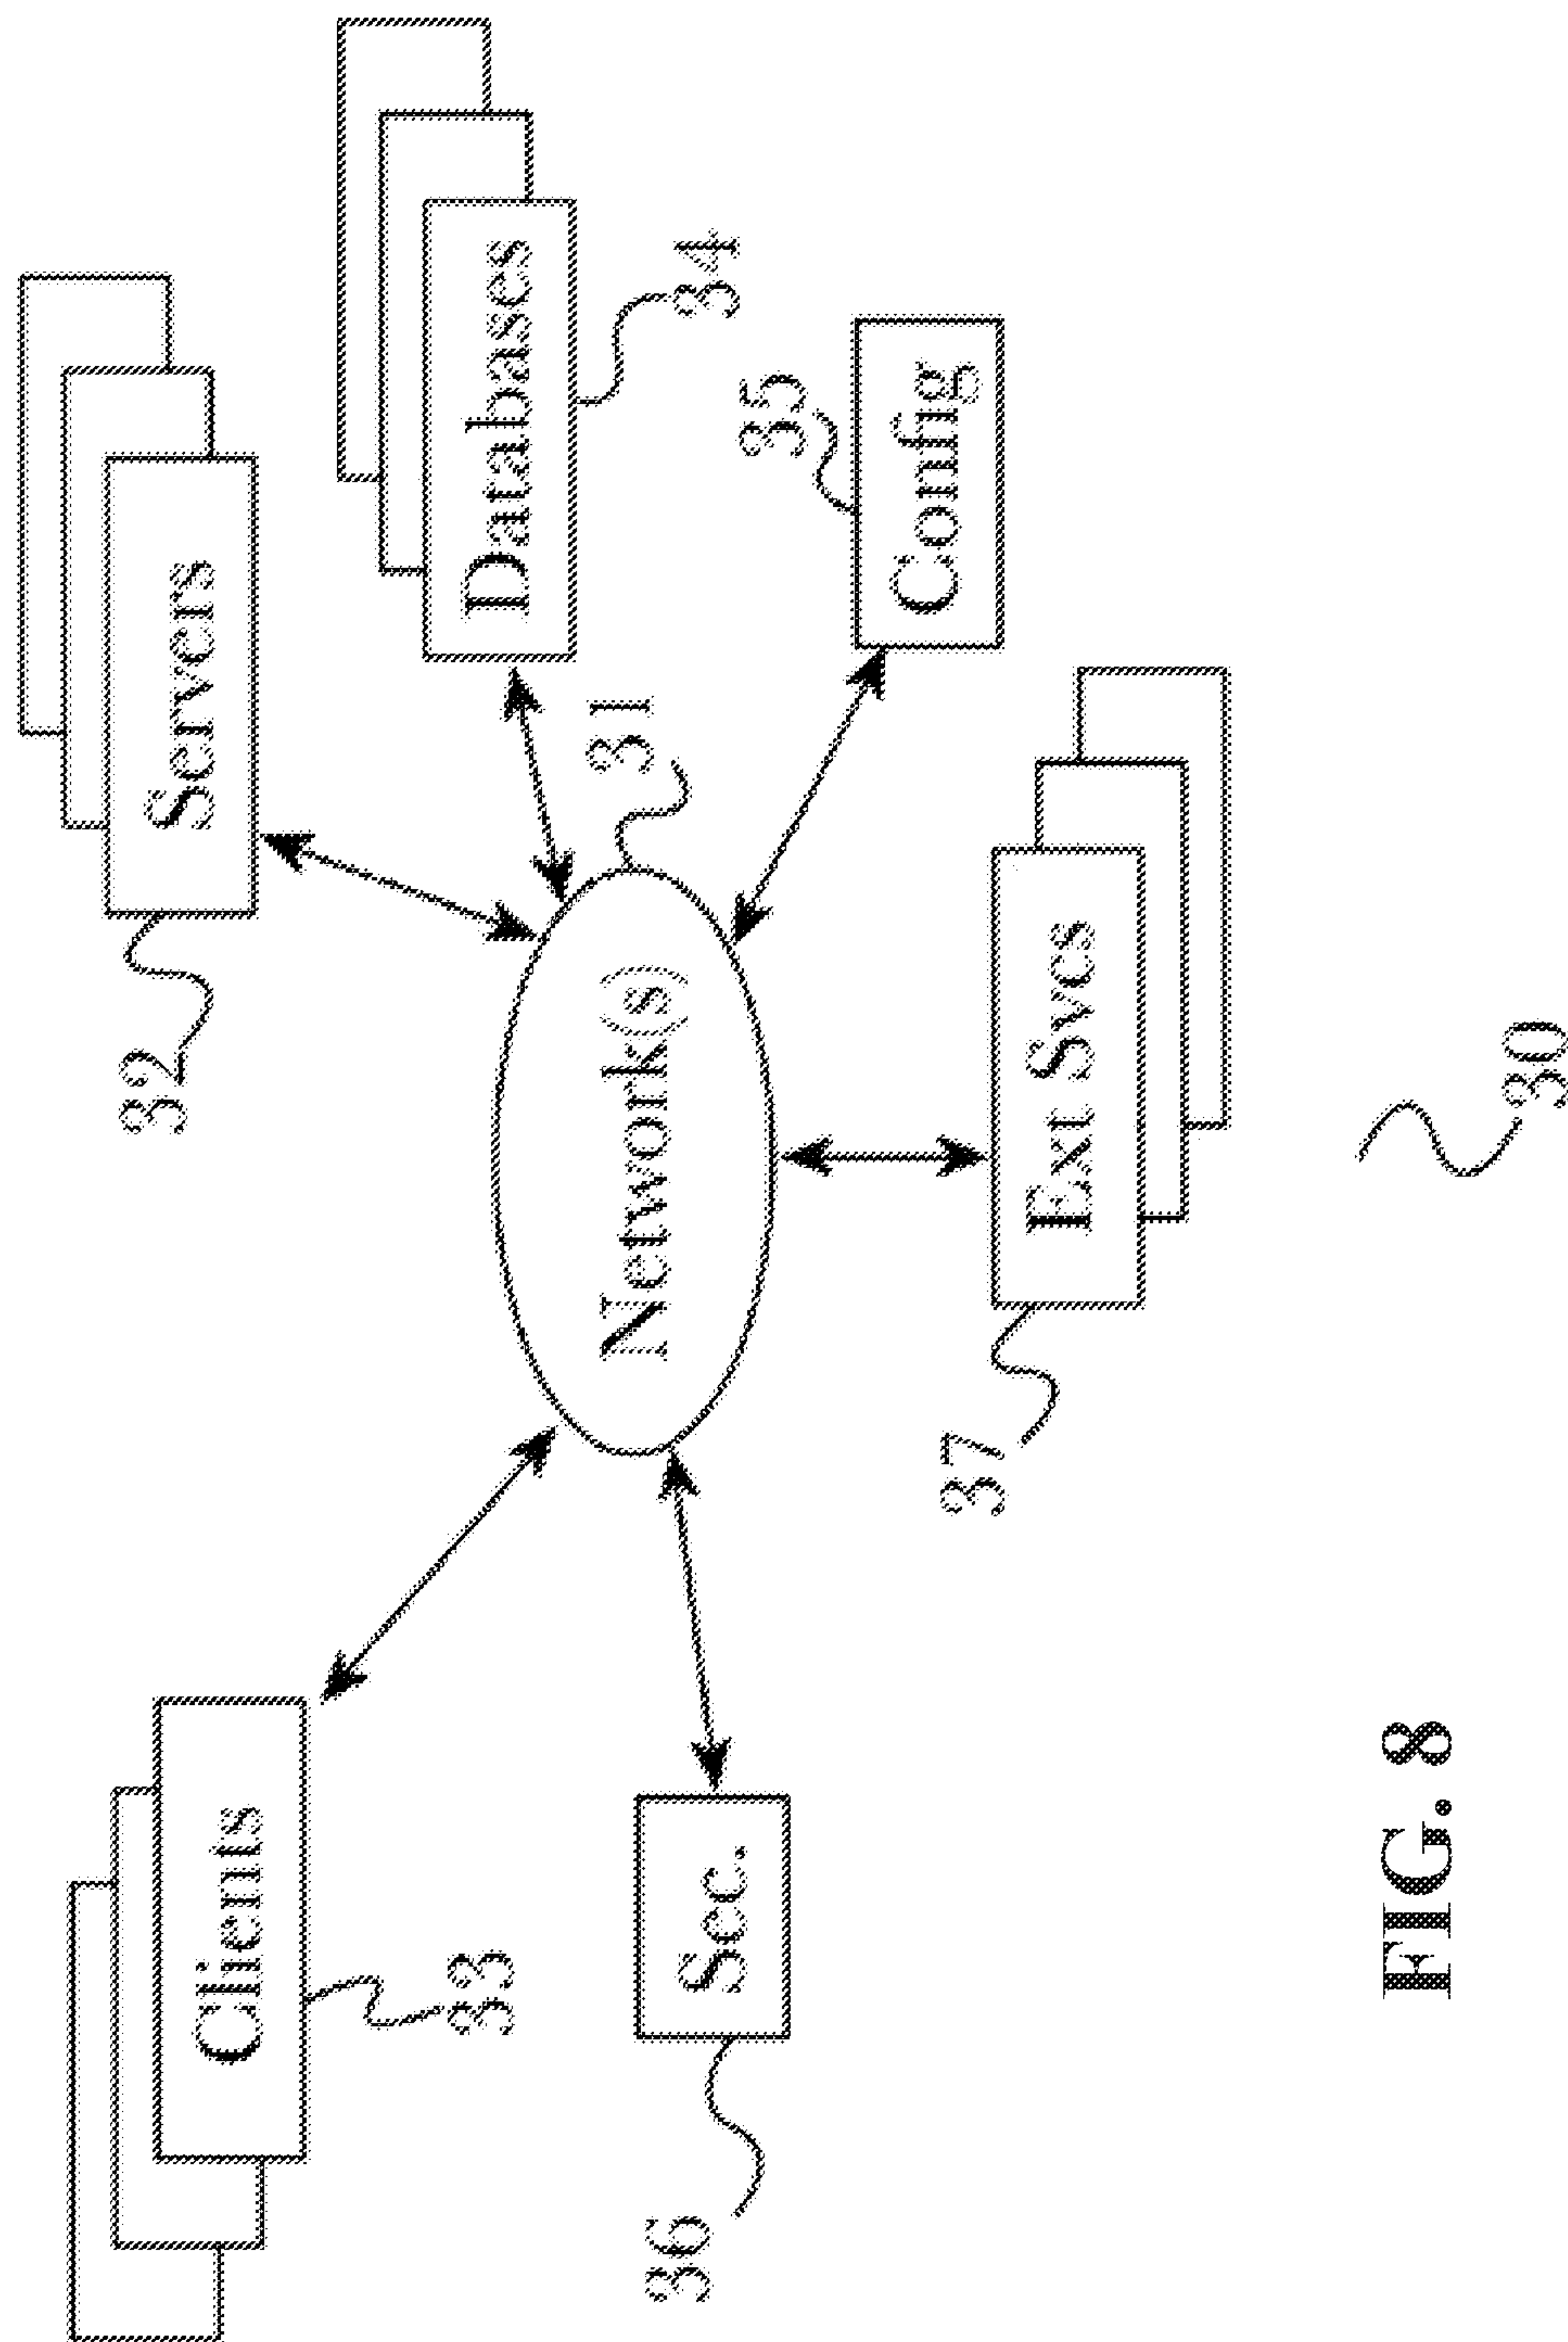 32
Servers
Clients
33
Databases
34
31
Network(s)
35
Config
36
Sec.
37
Ext Svcs
30
FIG. 8